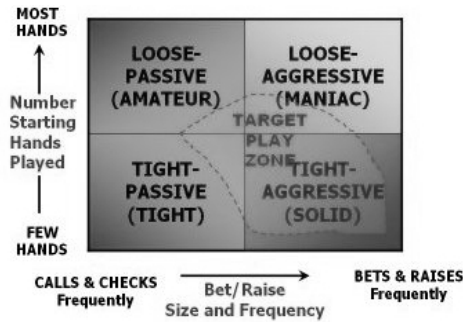 MOST
HANDS
Number
Starting
Hands
Played
FEW
HANDS
LOOSE-
PASSIVE
(AMATEUR)
LOOSE-
AGGRESSIVE
(MANIAC)
TARGET
PLAY
ZONE
TIGHT-
PASSIVE
(TIGHT)
TIGHT-
AGGRESSIVE
(SOLID)
CALLS & CHECKS
Frequently
Bet/Raise
Size and Frequency
BETS & RAISES
Frequently